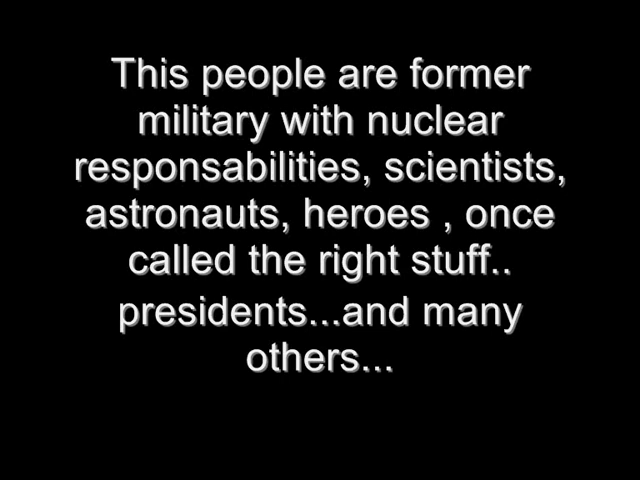 This people are former
military with nuclear
responsabilities, scientists,
astronauts, heroes , once
called the right stuff..
presidents...and many
others...